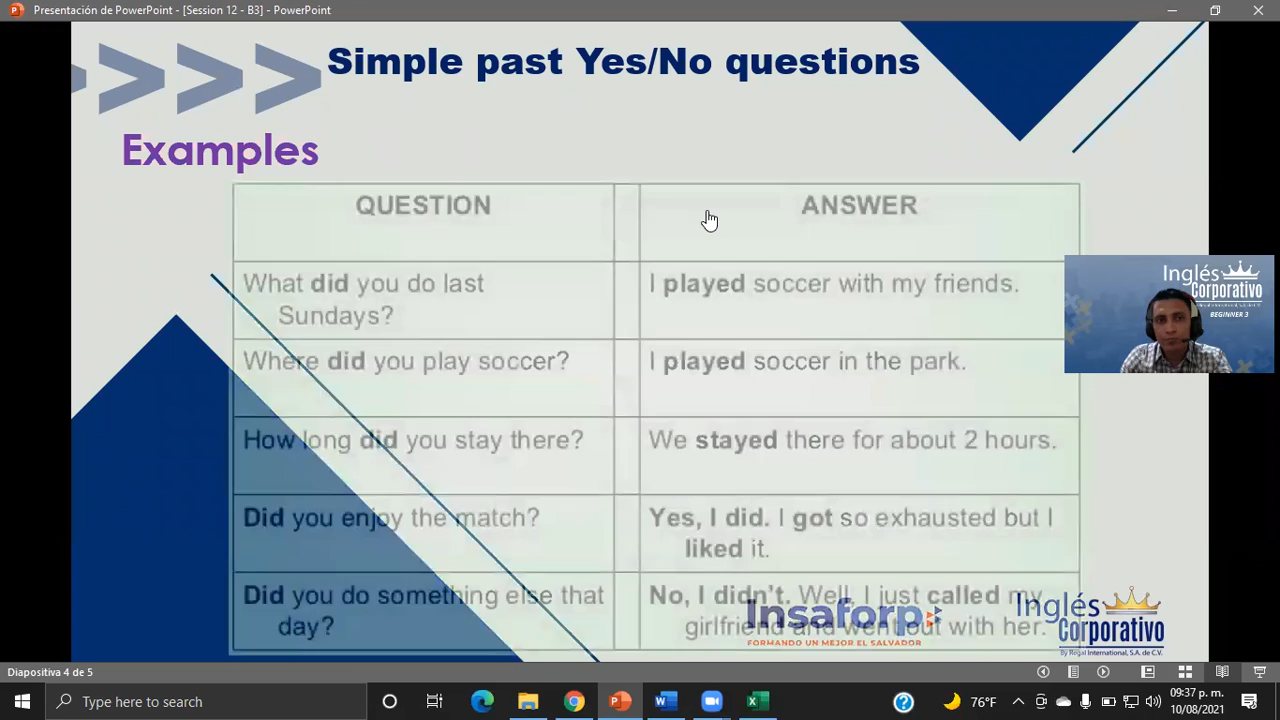 Presentación de PowerPoint - [Session 12 - B3] - PowerPoint
Simple past Yes/No questions
Examples
QUESTION
ANSWER
What did you do last
Sundays?
I played soccer with my friends.
Where did you play soccer?
I played soccer in the park.
How long did you stay there?
We stayed there for about 2 hours.
Did you enjoy the match?
Yes, I did. I got so exhausted but I
liked it.
Did you do something else that
day?
No, I didn't. Well, I just called my
girlfriend and went out with her.
Inglés
Corporativo
BEGINNER 3
Insaforp
FORMANDO UN MEJOR EL SALVADOR
Inglés
Corporativo
By Regal International, S.A. de C.V.
Diapositiva 4 de 5
Type here to search
76°F
09:37 p. m.
10/08/2021